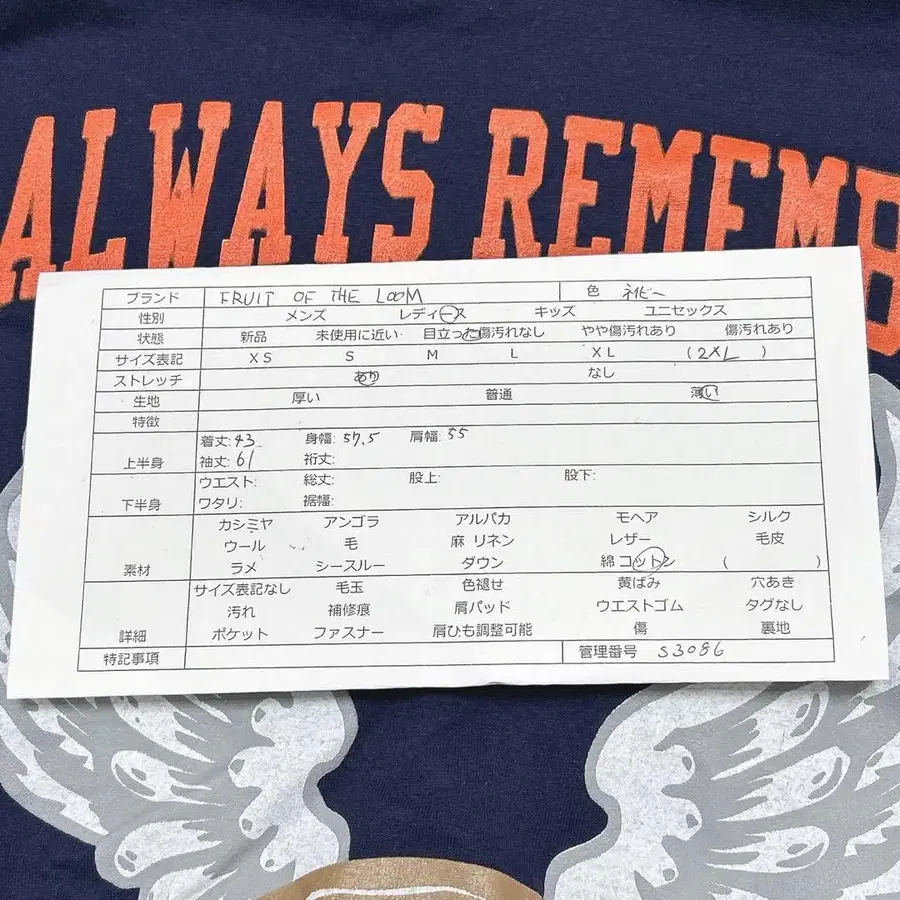 ALWAYS REMEMB
ブランド FRUIT OF THE LOOM 色 ネイビー
性別 メンズ レディース キッズ ユニセックス
状態 新品 未使用に近い 目立った傷汚れなし やや傷汚れあり 傷汚れあり
サイズ表記 XS S M L XL (2XL)
ストレッチ あり なし
生地 厚い 普通 薄い
特徴
上半身 着丈:73 身幅:57.5 肩幅:55
袖丈:61 裄丈:
下半身 ウエスト: 総丈: 股上: 股下:
ワタリ: 裾幅:
素材 カシミヤ アンゴラ アルパカ モヘア シルク
ウール 毛 麻 リネン レザー 毛皮
ラメ シースルー ダウン 綿 コットン ( )
詳細 サイズ表記なし 毛玉 色褪せ 黄ばみ 穴あき
汚れ 補修痕 肩パッド ウエストゴム タグなし
ポケット ファスナー 肩ひも調整可能 傷 裏地
特記事項 管理番号 S3086